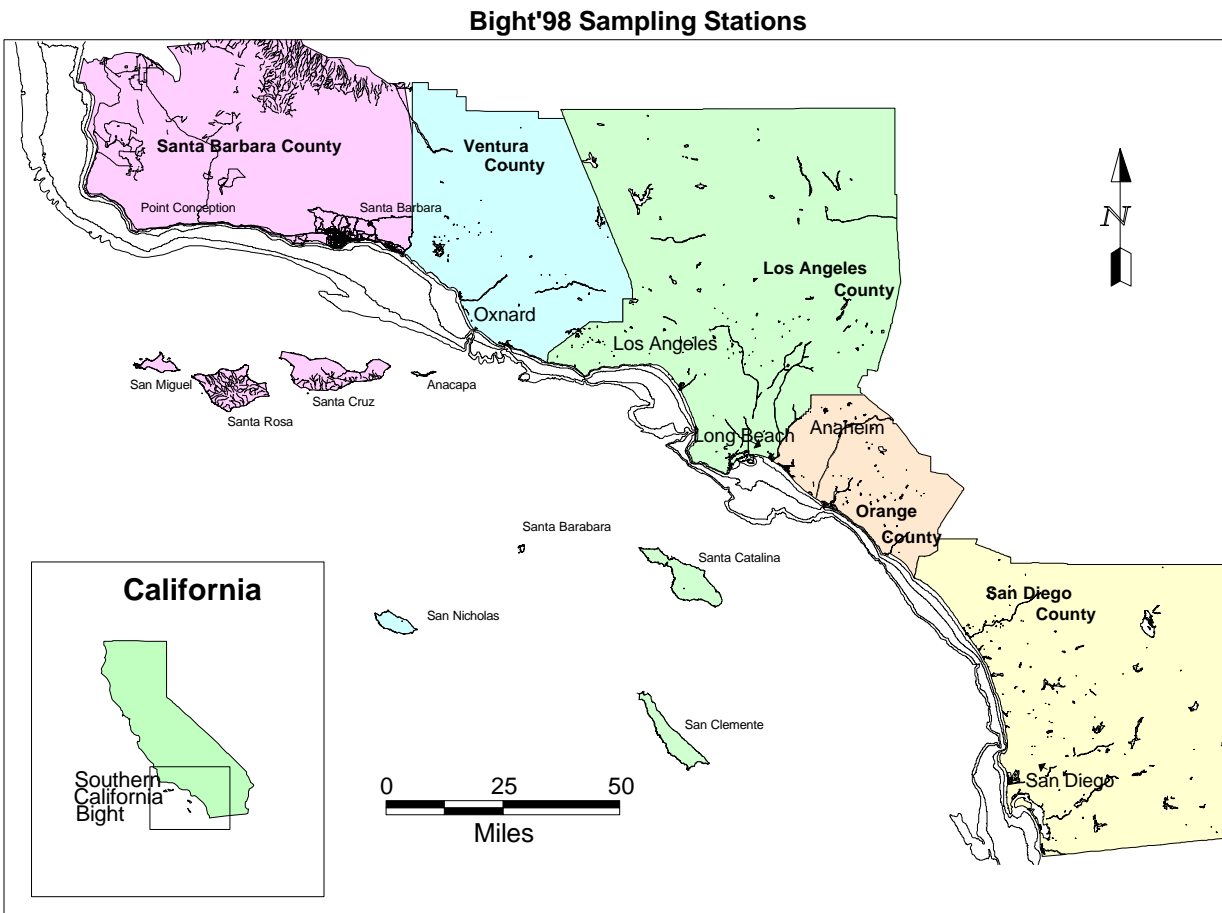 Bight'98 Sampling Stations
Santa Barbara County
Ventura
County
Point Conception
Santa Barbara
N
Los Angeles
County
Oxnard
Los Angeles
San Miguel
Santa Rosa
Santa Cruz
Anacapa
Long Beach
Anaheim
Orange
County
Santa Barabara
Santa Catalina
San Nicholas
San Diego
County
San Clemente
San Diego
California
Southern
California
Bight
0 25 50
Miles